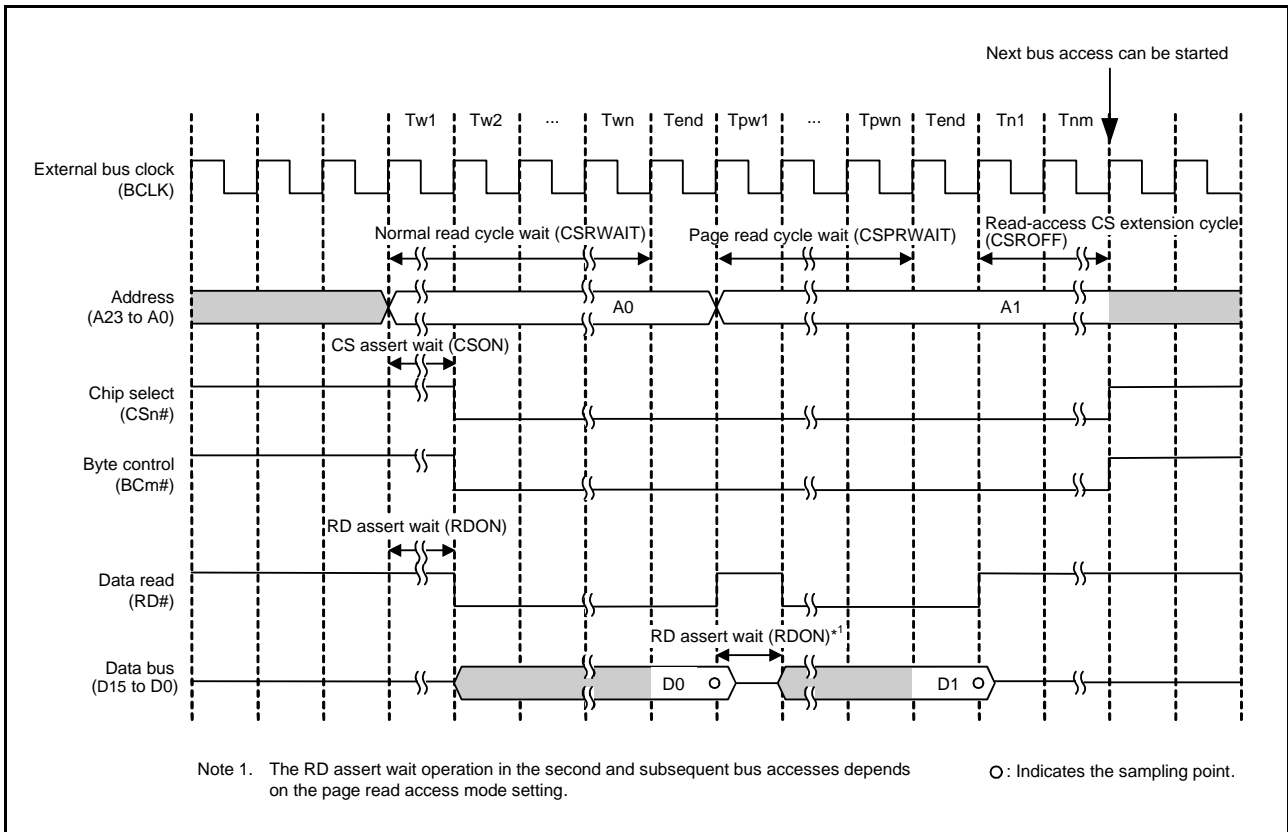 Next bus access can be started
Tw1 Tw2 ... Twn Tend Tpw1 ... Tpwn Tend Tn1 Tnm
External bus clock
(BCLK)
Normal read cycle wait (CSRWAIT)
Page read cycle wait (CSPRWAIT)
Read-access CS extension cycle
(CSROFF)
Address
(A23 to A0)
A0
A1
CS assert wait (CSON)
Chip select
(CSn#)
Byte control
(BCm#)
RD assert wait (RDON)
Data read
(RD#)
RD assert wait (RDON)*1
Data bus
(D15 to D0)
D0
D1
Note 1. The RD assert wait operation in the second and subsequent bus accesses depends
on the page read access mode setting.
: Indicates the sampling point.